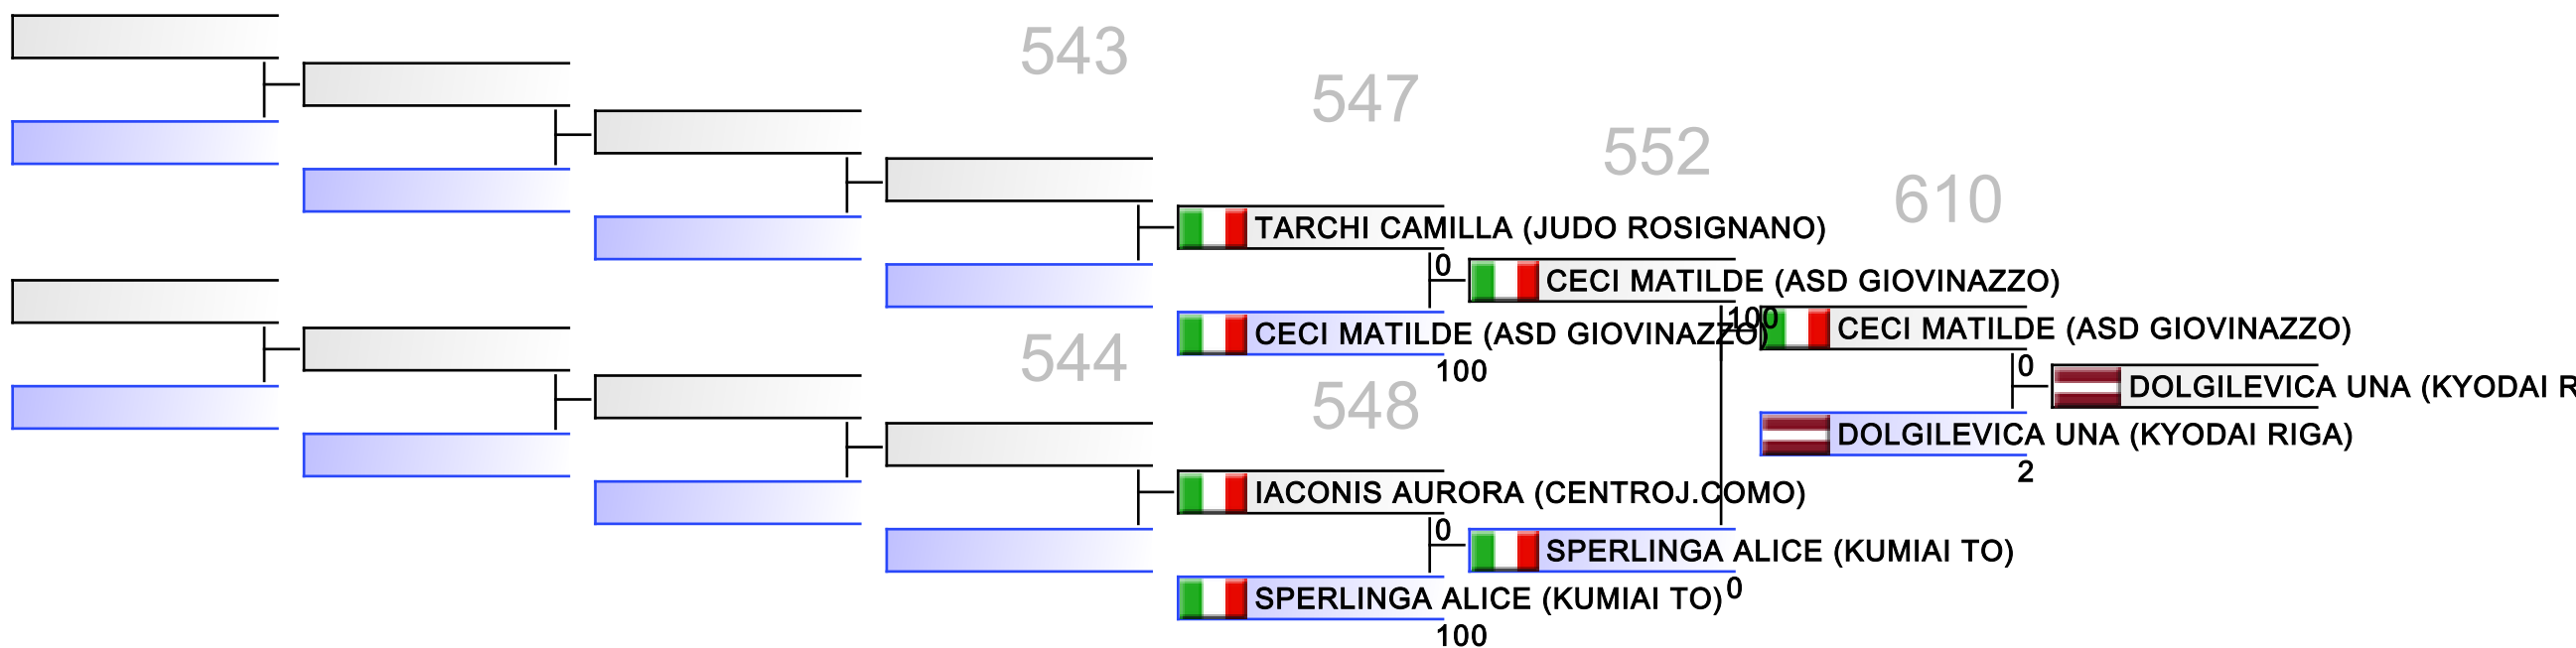 543
547
552
610
TARCHI CAMILLA (JUDO ROSIGNANO)
0
CECI MATILDE (ASD GIOVINAZZO)
100
CECI MATILDE (ASD GIOVINAZZO)
CECI MATILDE (ASD GIOVINAZZO)
100
0
DOLGILEVICA UNA (KYODAI R
544
548
DOLGILEVICA UNA (KYODAI RIGA)
2
IACONIS AURORA (CENTROJ.COMO)
0
SPERLINGA ALICE (KUMIAI TO)
0
SPERLINGA ALICE (KUMIAI TO)
100